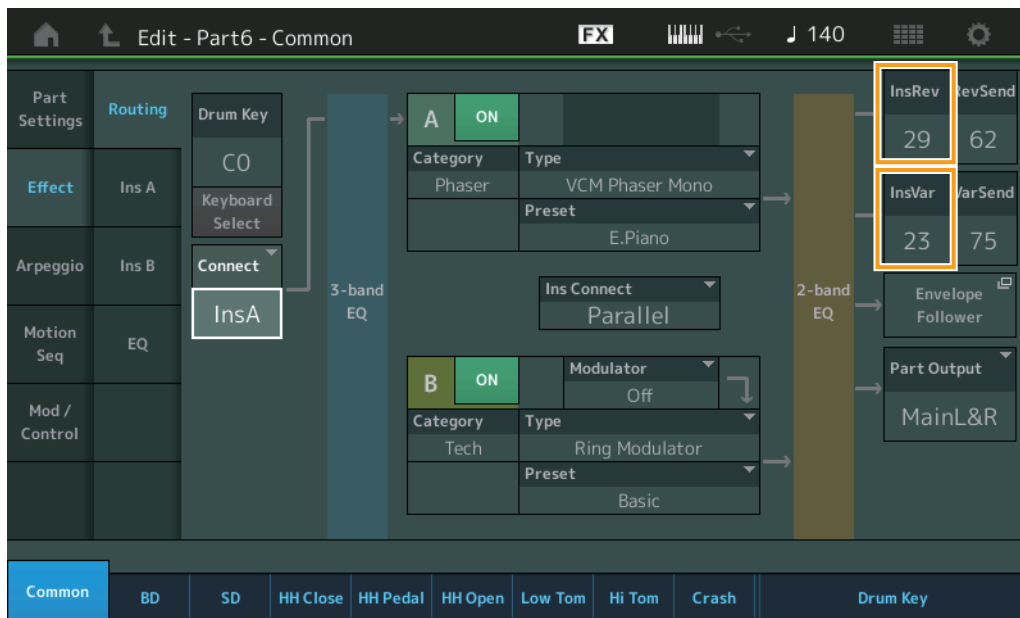 Edit - Part6 - Common
FX
♩ 140
Part
Settings
Effect
Arpeggio
Motion
Seq
Mod /
Control
Routing
Ins A
Ins B
EQ
Drum Key
C0
Keyboard
Select
Connect
InsA
3-band
EQ
A
ON
Category
Phaser
Type
VCM Phaser Mono
Preset
E.Piano
Ins Connect
Parallel
B
ON
Modulator
Off
Category
Tech
Type
Ring Modulator
Preset
Basic
2-band
EQ
InsRev
RevSend
29
62
InsVar
VarSend
23
75
Envelope
Follower
Part Output
MainL&R
Common
BD
SD
HH Close
HH Pedal
HH Open
Low Tom
Hi Tom
Crash
Drum Key